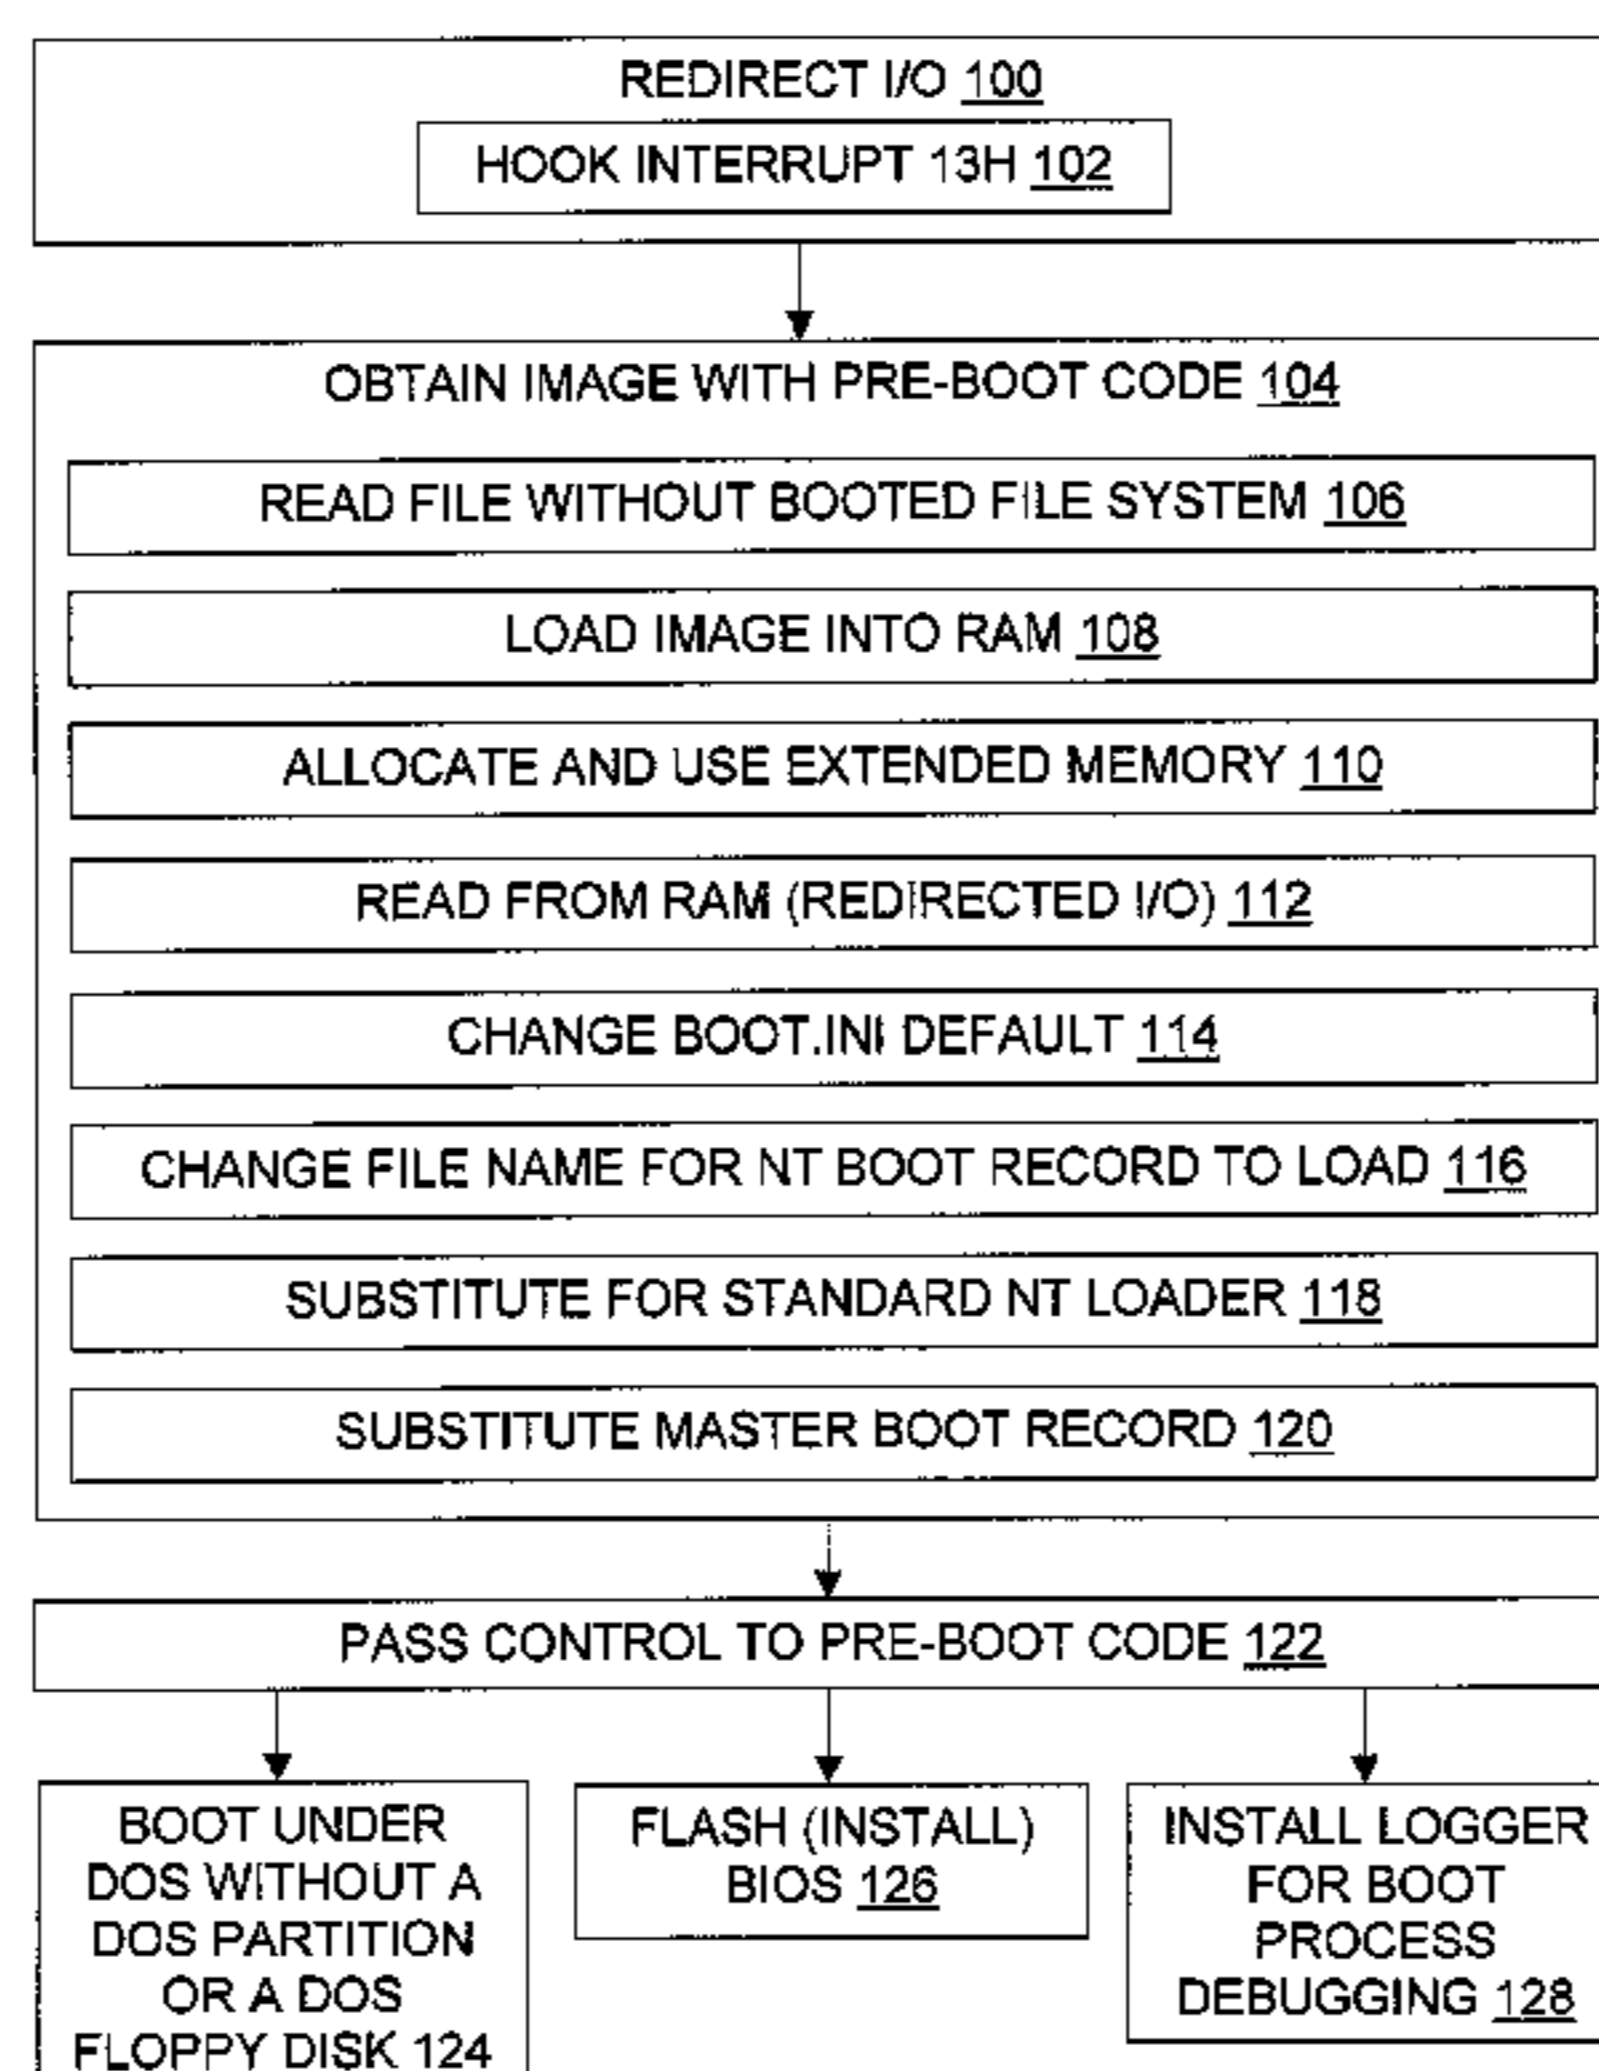 REDIRECT I/O 100
HOOK INTERRUPT 13H 102
OBTAIN IMAGE WITH PRE-BOOT CODE 104
READ FILE WITHOUT BOOTED FILE SYSTEM 106
LOAD IMAGE INTO RAM 108
ALLOCATE AND USE EXTENDED MEMORY 110
READ FROM RAM (REDIRECTED I/O) 112
CHANGE BOOT.INI DEFAULT 114
CHANGE FILE NAME FOR NT BOOT RECORD TO LOAD 116
SUBSTITUTE FOR STANDARD NT LOADER 118
SUBSTITUTE MASTER BOOT RECORD 120
PASS CONTROL TO PRE-BOOT CODE 122
BOOT UNDER
DOS WITHOUT A
DOS PARTITION
OR A DOS
FLOPPY DISK 124
FLASH (INSTALL)
BIOS 126
INSTALL LOGGER
FOR BOOT
PROCESS
DEBUGGING 128